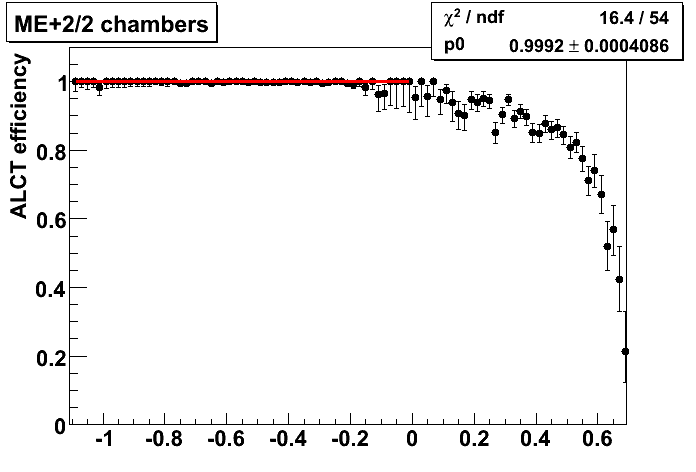 ME+2/2 chambers
χ² / ndf 16.4 / 54
p0 0.9992 ± 0.0004086
ALCT efficiency
1
0.8
0.6
0.4
0.2
0
-1 -0.8 -0.6 -0.4 -0.2 0 0.2 0.4 0.6